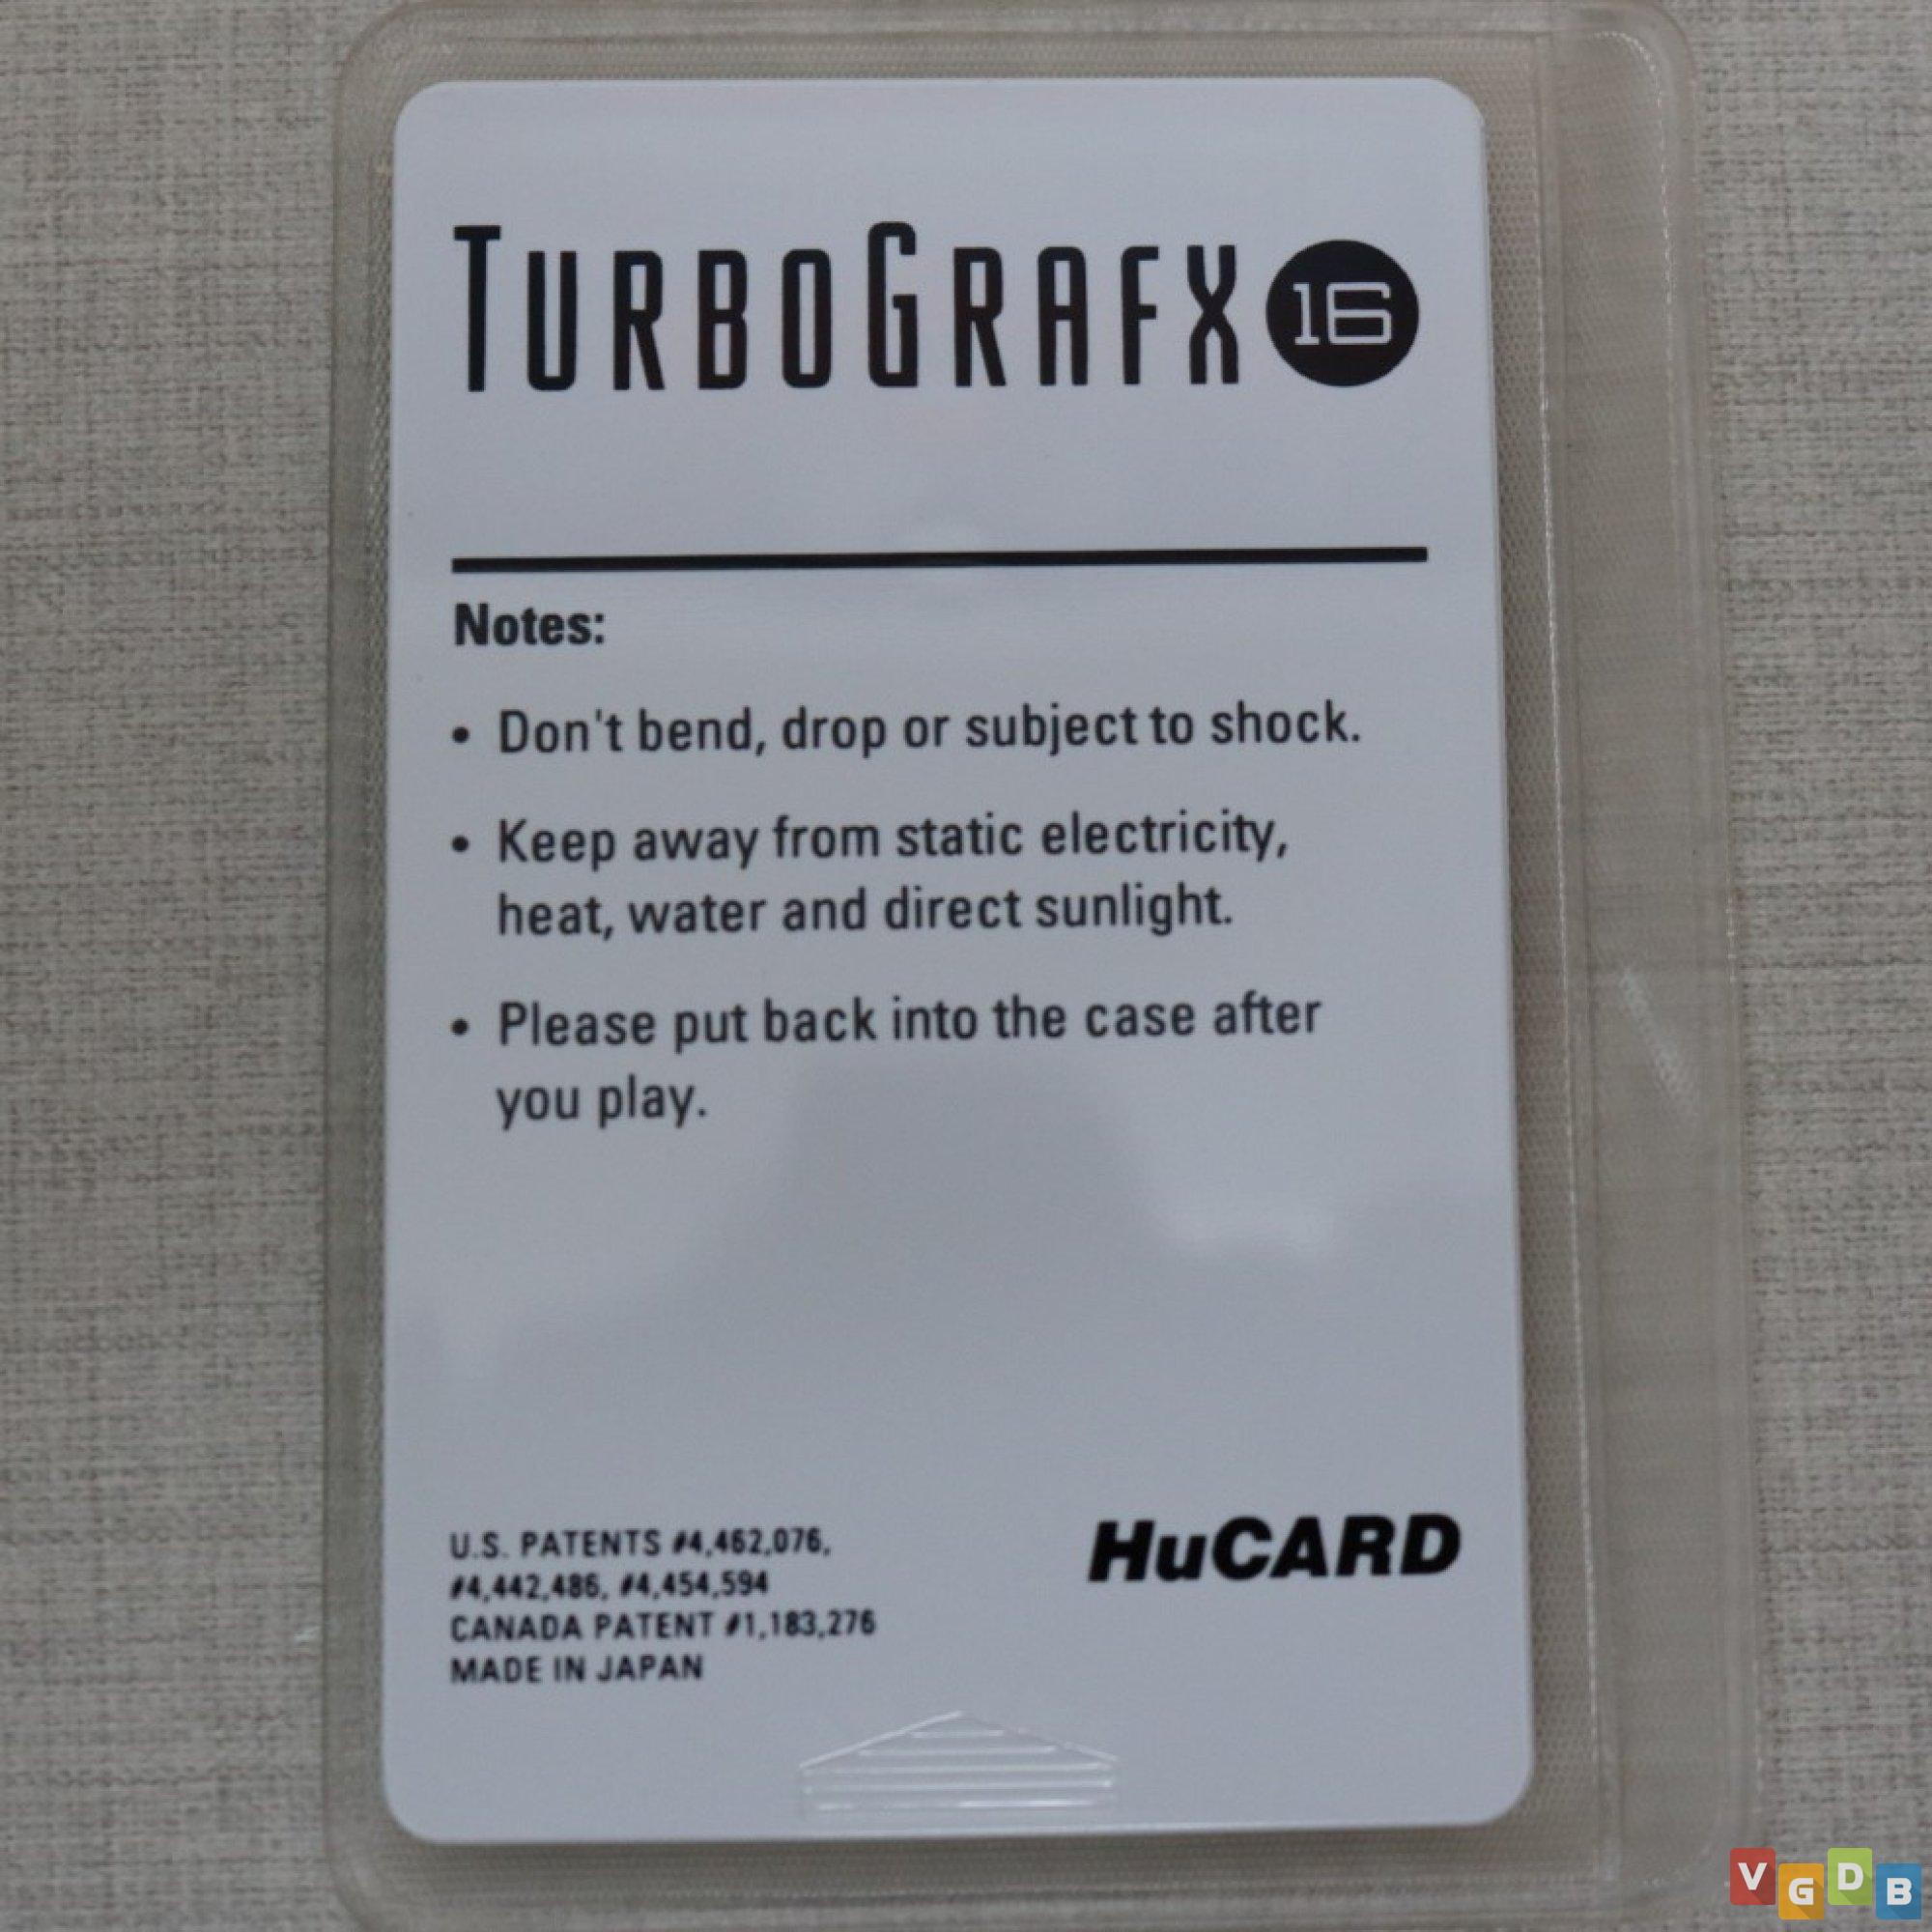 TURBOGRAFX 16
Notes:
• Don't bend, drop or subject to shock.
• Keep away from static electricity,
heat, water and direct sunlight.
• Please put back into the case after
you play.
U.S. PATENTS #4,462,076,
#4,442,486, #4,454,594
CANADA PATENT #1,183,276
MADE IN JAPAN
HuCARD
VGDB